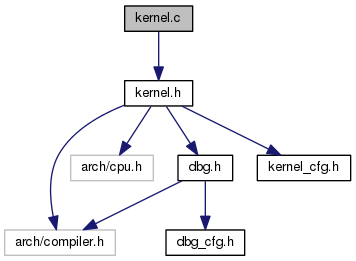 kernel.c
kernel.h
arch/cpu.h
dbg.h
kernel_cfg.h
arch/compiler.h
dbg_cfg.h